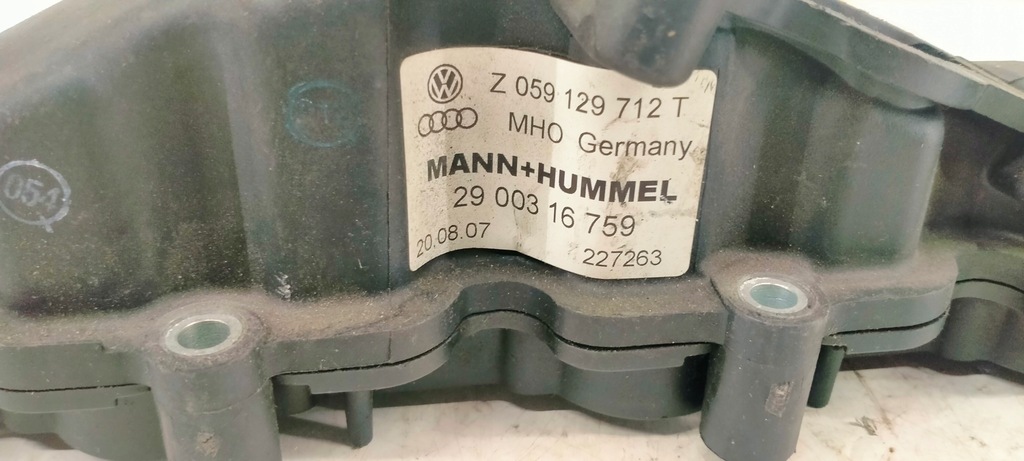 Z 059 129 712 T
MHO Germany
MANN+HUMMEL
29 003 16 759
20.08.07
227263
054